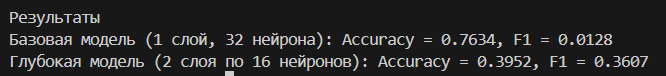 Результаты
Базовая модель (1 слой, 32 нейрона): Accuracy = 0.7634, F1 = 0.0128
Глубокая модель (2 слоя по 16 нейронов): Accuracy = 0.3952, F1 = 0.3607